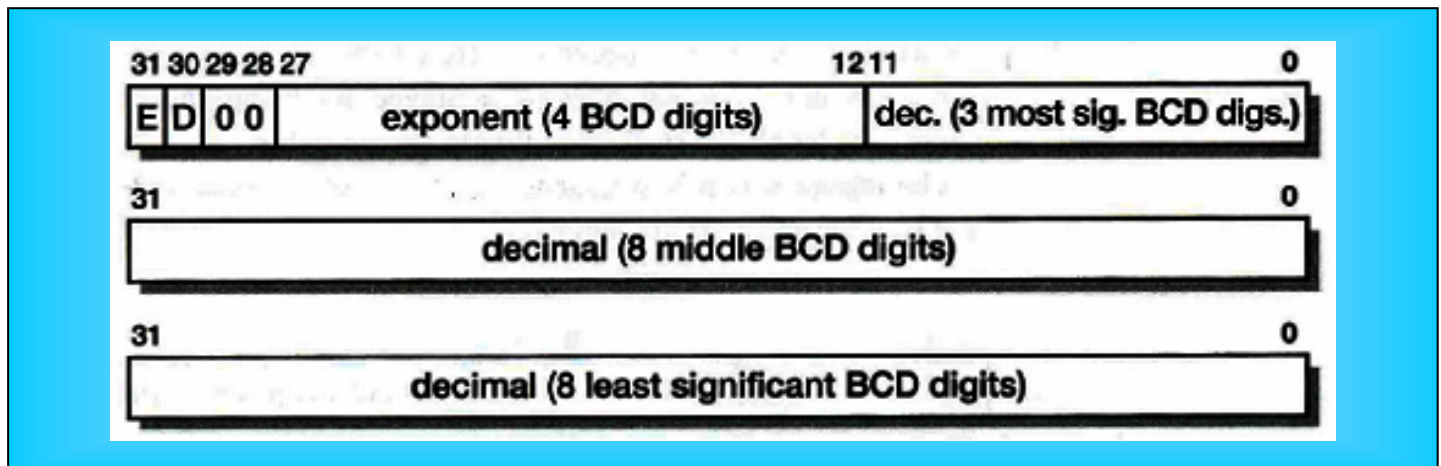 31 30 29 28 27 12 11 0
E D 0 0 exponent (4 BCD digits) dec. (3 most sig. BCD digs.)
31 0
decimal (8 middle BCD digits)
31 0
decimal (8 least significant BCD digits)